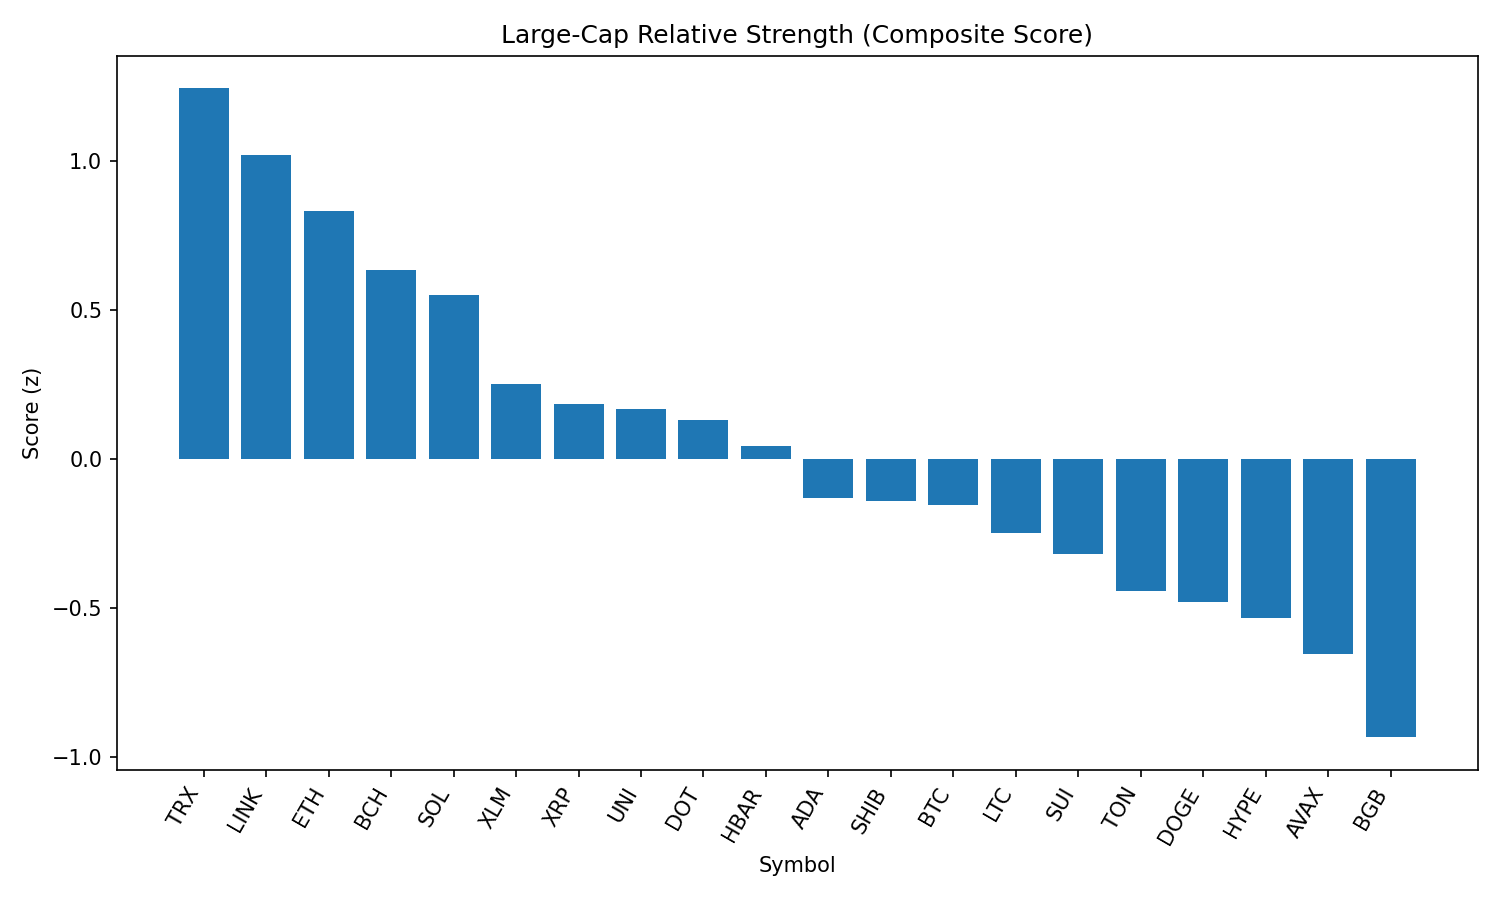 Large-Cap Relative Strength (Composite Score)
Score (z)
1.0
0.5
0.0
−0.5
−1.0
TRX
LINK
ETH
BCH
SOL
XLM
XRP
UNI
DOT
HBAR
ADA
SHIB
BTC
LTC
SUI
TON
DOGE
HYPE
AVAX
BGB
Symbol